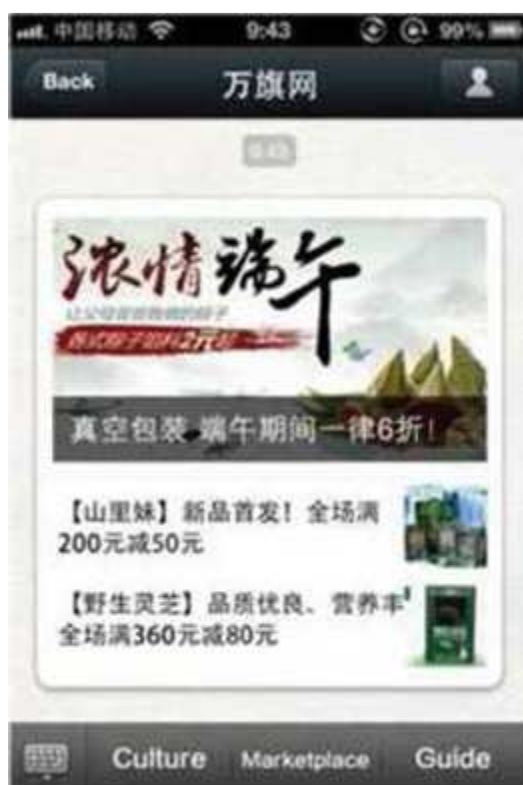 中国移动 9:43 99%
Back 万旗网
浓情端午
真空包装 端午期间一律6折！
【山里妹】新品首发！全场满
200元减50元
【野生灵芝】品质优良、营养丰
全场满360元减80元
Culture Marketplace Guide